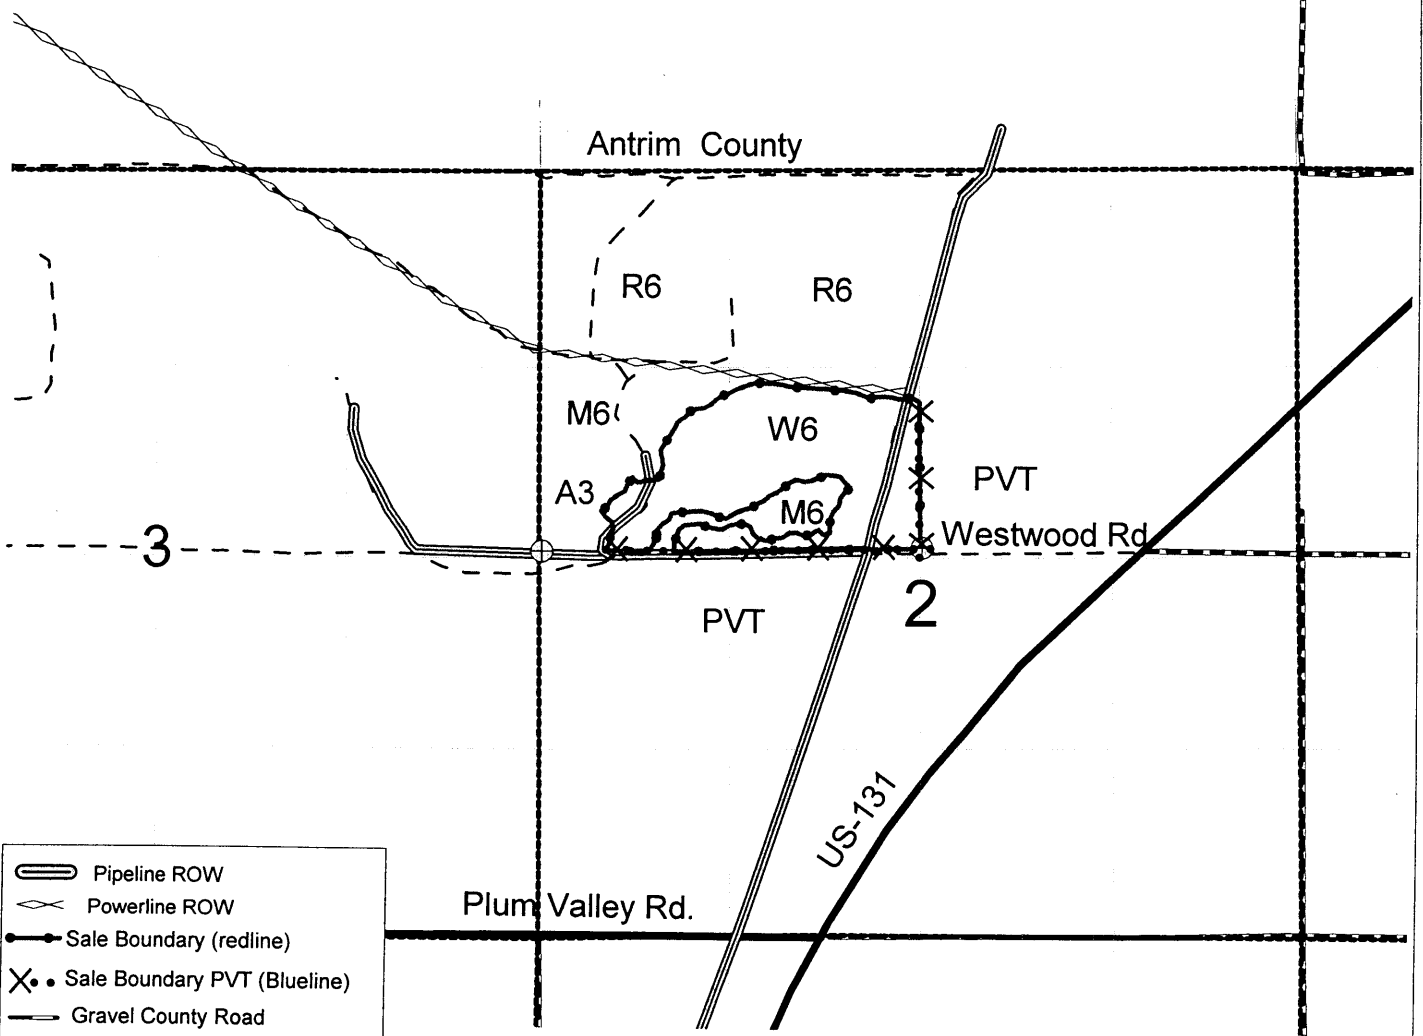 Antrim County
R6
R6
M6
W6
A3
M6
PVT
Westwood Rd
3
2
PVT
US-131
Plum Valley Rd.
Pipeline ROW
Powerline ROW
Sale Boundary (redline)
Sale Boundary PVT (Blueline)
Gravel County Road